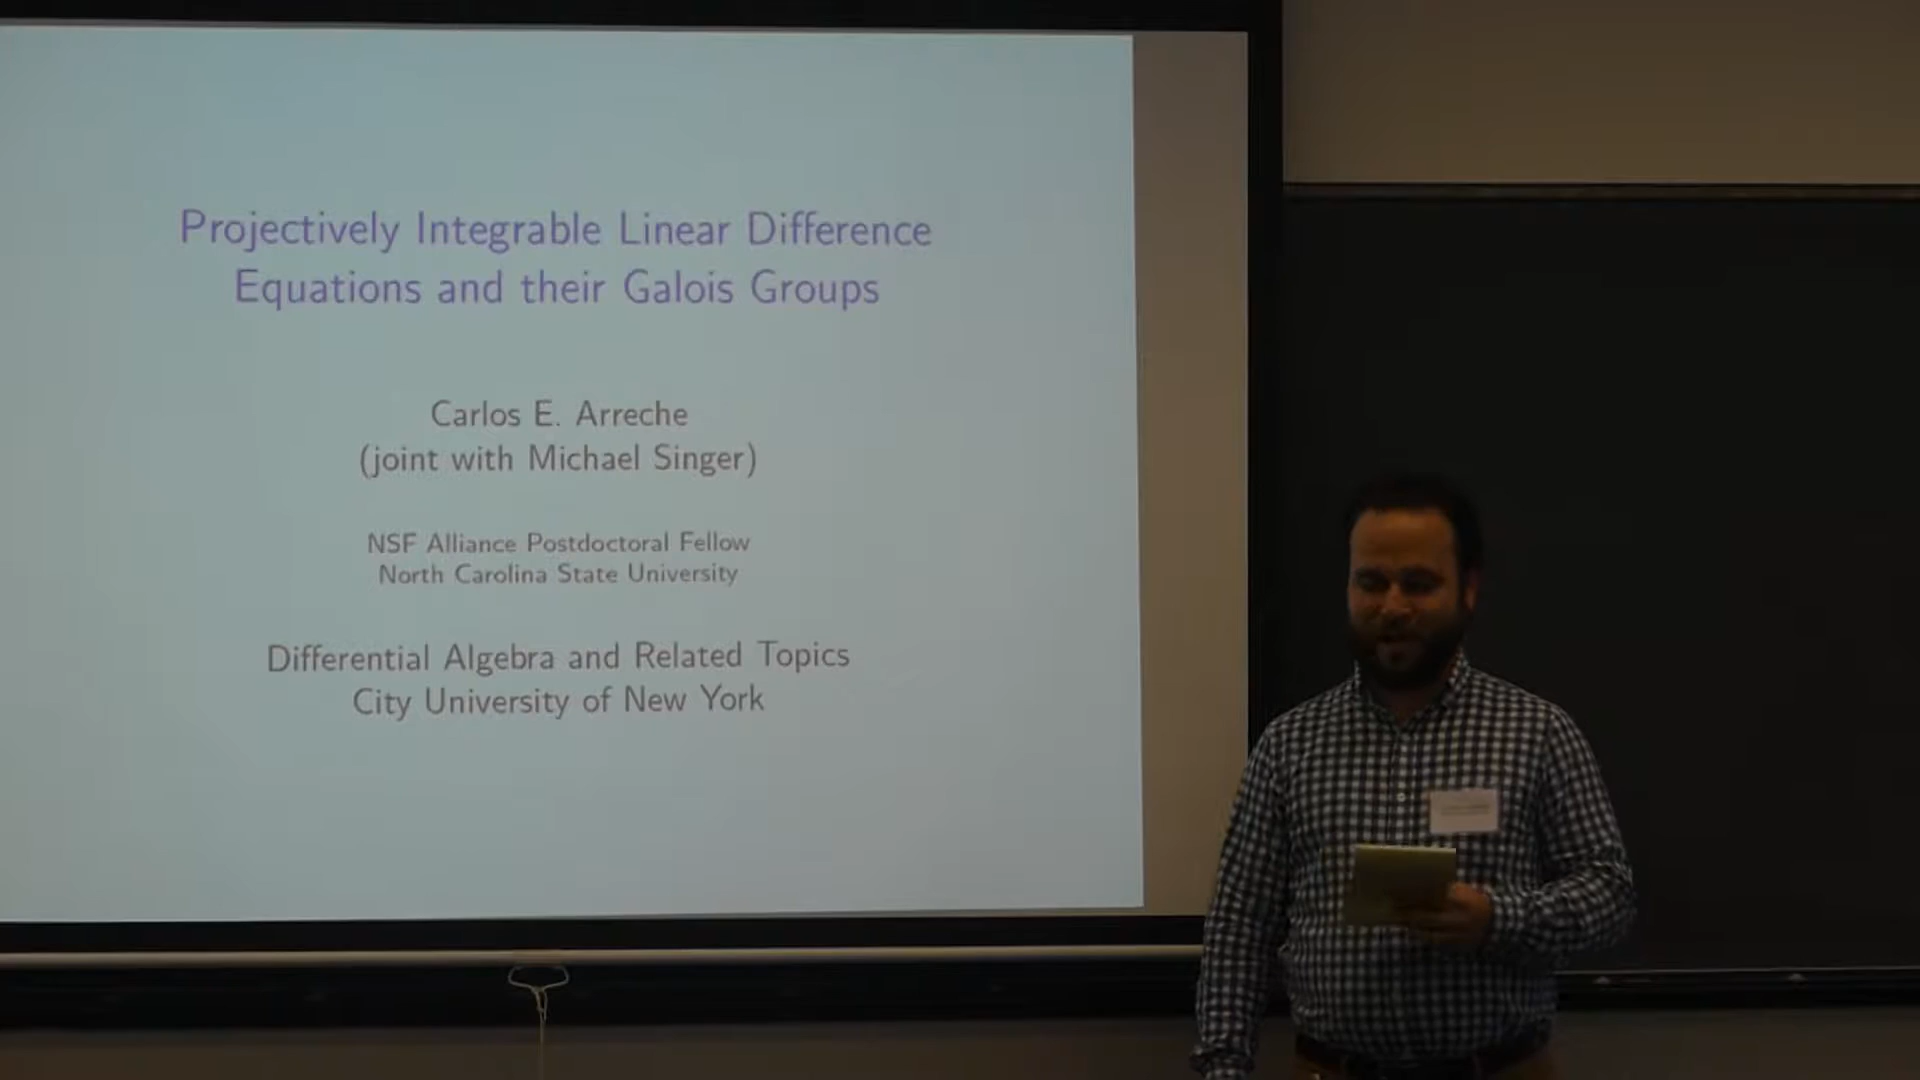 Projectively Integrable Linear Difference
Equations and their Galois Groups
Carlos E. Arreche
(joint with Michael Singer)
NSF Alliance Postdoctoral Fellow
North Carolina State University
Differential Algebra and Related Topics
City University of New York